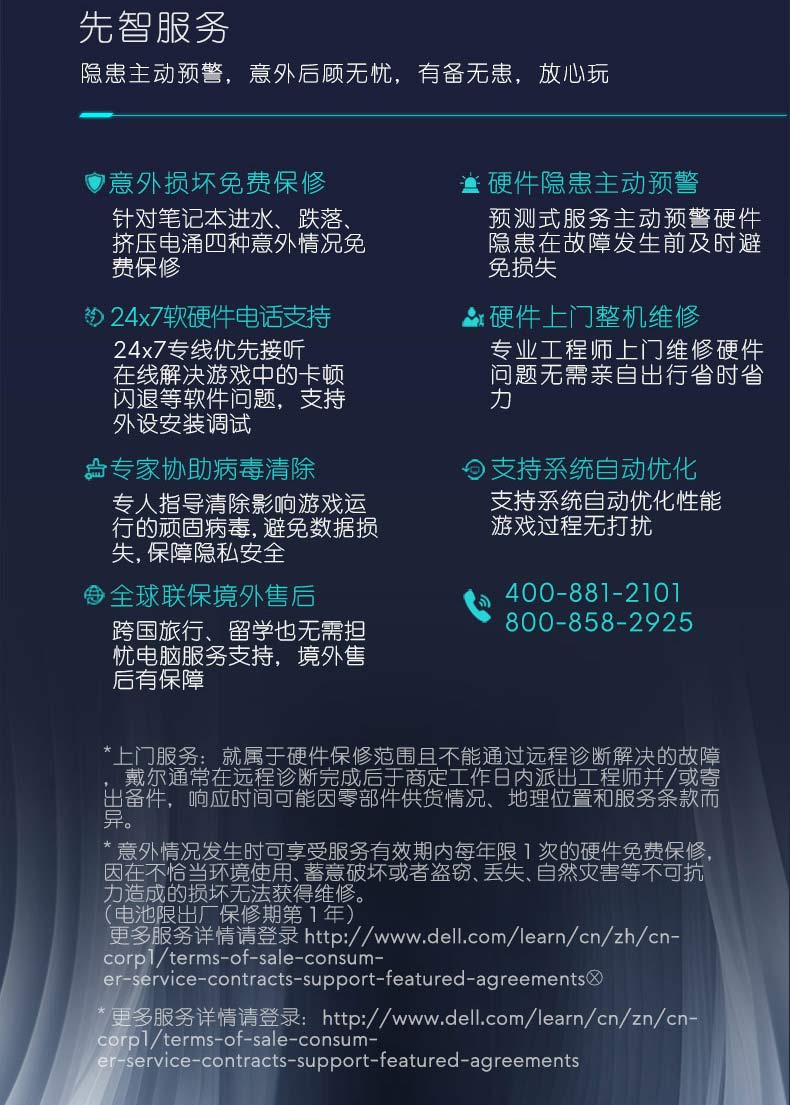 先智服务
隐患主动预警，意外后顾无忧，有备无患，放心玩
意外损坏免费保修
针对笔记本进水、跌落、
挤压电涌四种意外情况免
费保修
硬件隐患主动预警
预测式服务主动预警硬件
隐患在故障发生前及时避
免损失
24x7软硬件电话支持
24x7专线优先接听
在线解决游戏中的卡顿
闪退等软件问题，支持
外设安装调试
硬件上门整机维修
专业工程师上门维修硬件
问题无需亲自出行省时省
力
专家协助病毒清除
专人指导清除影响游戏运
行的顽固病毒,避免数据损
失,保障隐私安全
支持系统自动优化
支持系统自动优化性能
游戏过程无打扰
全球联保境外售后
跨国旅行、留学也无需担
忧电脑服务支持，境外售
后有保障
400-881-2101
800-858-2925
*上门服务：就属于硬件保修范围且不能通过远程诊断解决的故障
，戴尔通常在远程诊断完成后于商定工作日内派出工程师并/或寄
出备件，响应时间可能因零部件供货情况、地理位置和服务条款而
异。
* 意外情况发生时可享受服务有效期内每年限1次的硬件免费保修，
因在不恰当环境使用、蓄意破坏或者盗窃、丢失、自然灾害等不可抗
力造成的损坏无法获得维修。
（电池限出厂保修期第1年）
更多服务详情请登录 http://www.dell.com/learn/cn/zh/cn-
corp1/terms-of-sale-consum-
er-service-contracts-support-featured-agreementsⓧ
* 更多服务详情请登录：http://www.dell.com/learn/cn/zn/cn-
corp1/terms-of-sale-consum-
er-service-contracts-support-featured-agreements